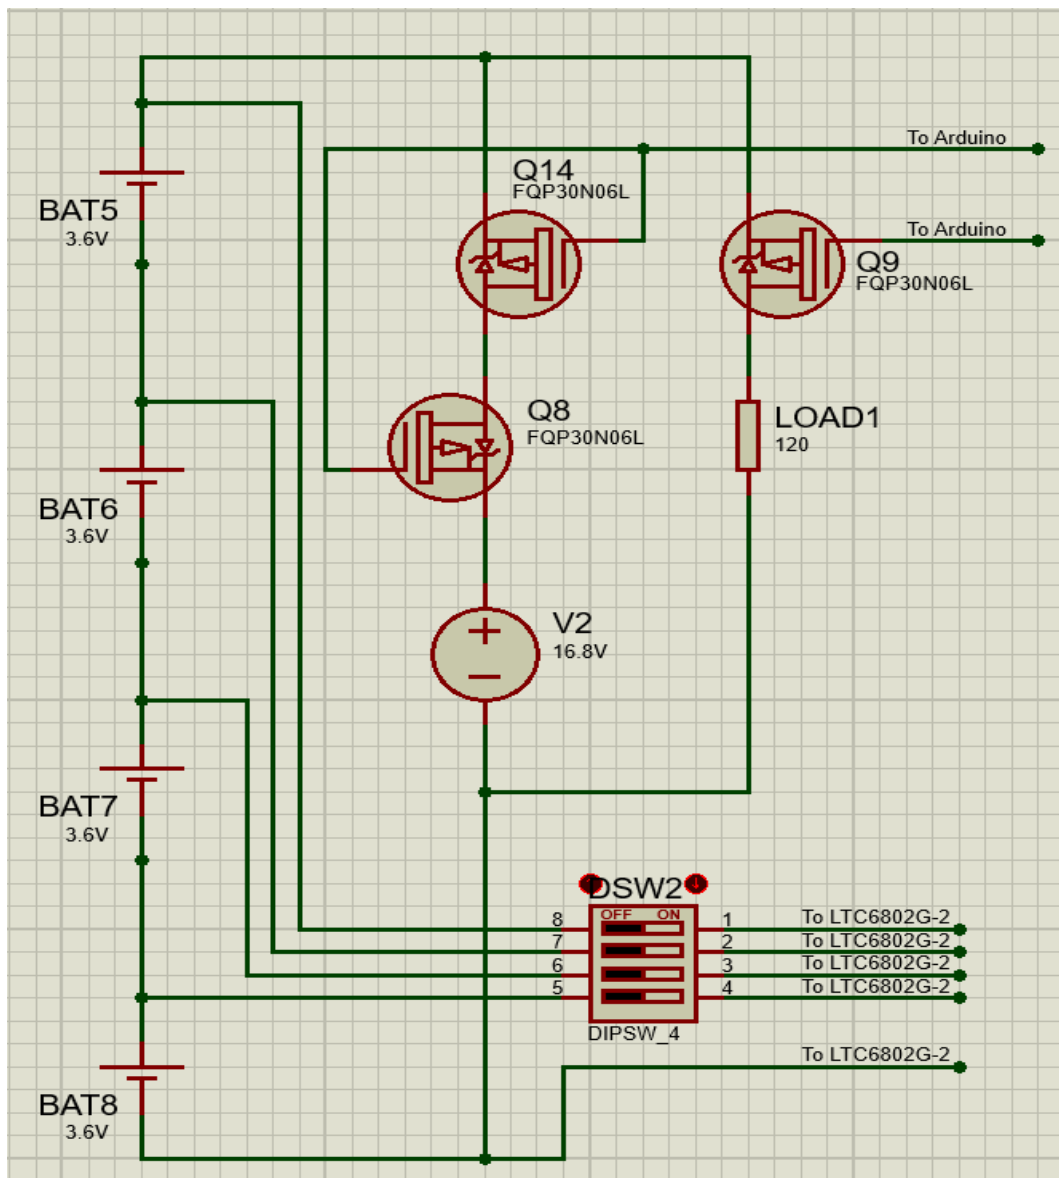 To Arduino
Q14
FQP30N06L
To Arduino
BAT5
3.6V
Q9
FQP30N06L
Q8
FQP30N06L
LOAD1
120
BAT6
3.6V
V2
16.8V
BAT7
3.6V
DSW2
OFF ON
8 1 To LTC6802G-2
7 2 To LTC6802G-2
6 3 To LTC6802G-2
5 4 To LTC6802G-2
DIPSW_4
To LTC6802G-2
BAT8
3.6V